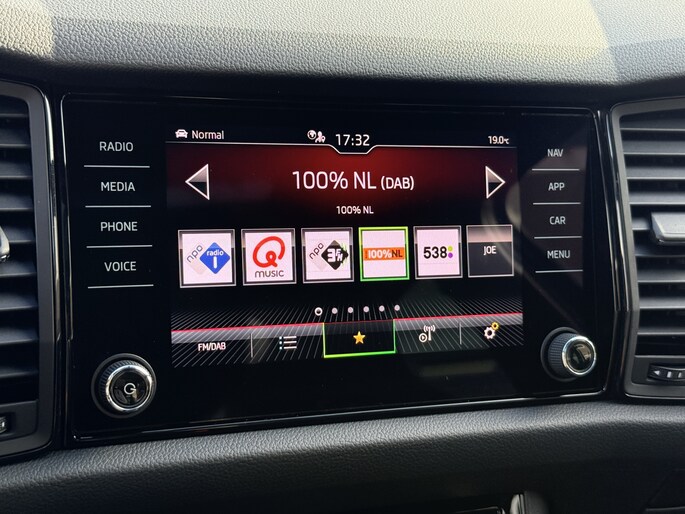 RADIO
MEDIA
PHONE
VOICE
Normal
17:32
19.0°C
100% NL (DAB)
100% NL
npo radio 1
Q MUSIC
npo 3FM
100%NL
538
JOE
FM/DAB
NAV
APP
CAR
MENU